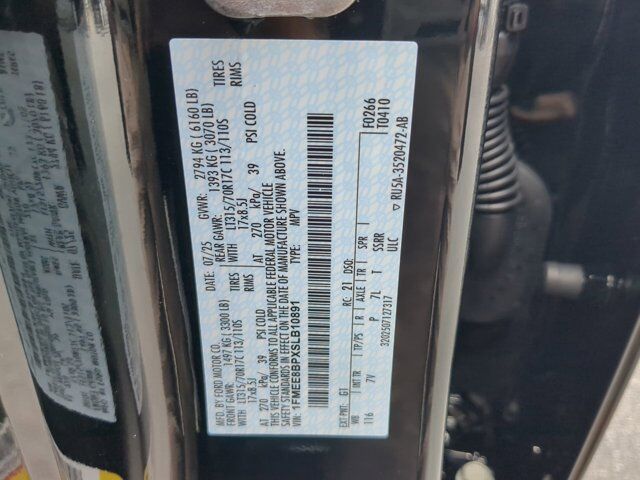 MFD. BY FORD MOTOR CO.
DATE: 07/25
GVWR: 2794 KG ( 6160 LB)
FRONT GAWR: 1497 KG ( 3300 LB)
REAR GAWR: 1393 KG ( 3070 LB)
WITH LT315/70R17C 113/110S TIRES
WITH LT315/70R17C 113/110S TIRES
17x8.5J RIMS
17x8.5J RIMS
AT 270 kPa/ 39 PSI COLD
AT 270 kPa/ 39 PSI COLD
THIS VEHICLE CONFORMS TO ALL APPLICABLE FEDERAL MOTOR VEHICLE
SAFETY STANDARDS IN EFFECT ON THE DATE OF MANUFACTURE SHOWN ABOVE.
VIN: 1FMEE8BPXSLB10891
TYPE: MPV
F0266
T0410
EXT PNT: G1 RC: 21 DSO:
WB INT TR TP/PS R AXLE TR SPR
116 7V P 7L T SSRR
ULC
3202507127317
RU5A-3520472-AB